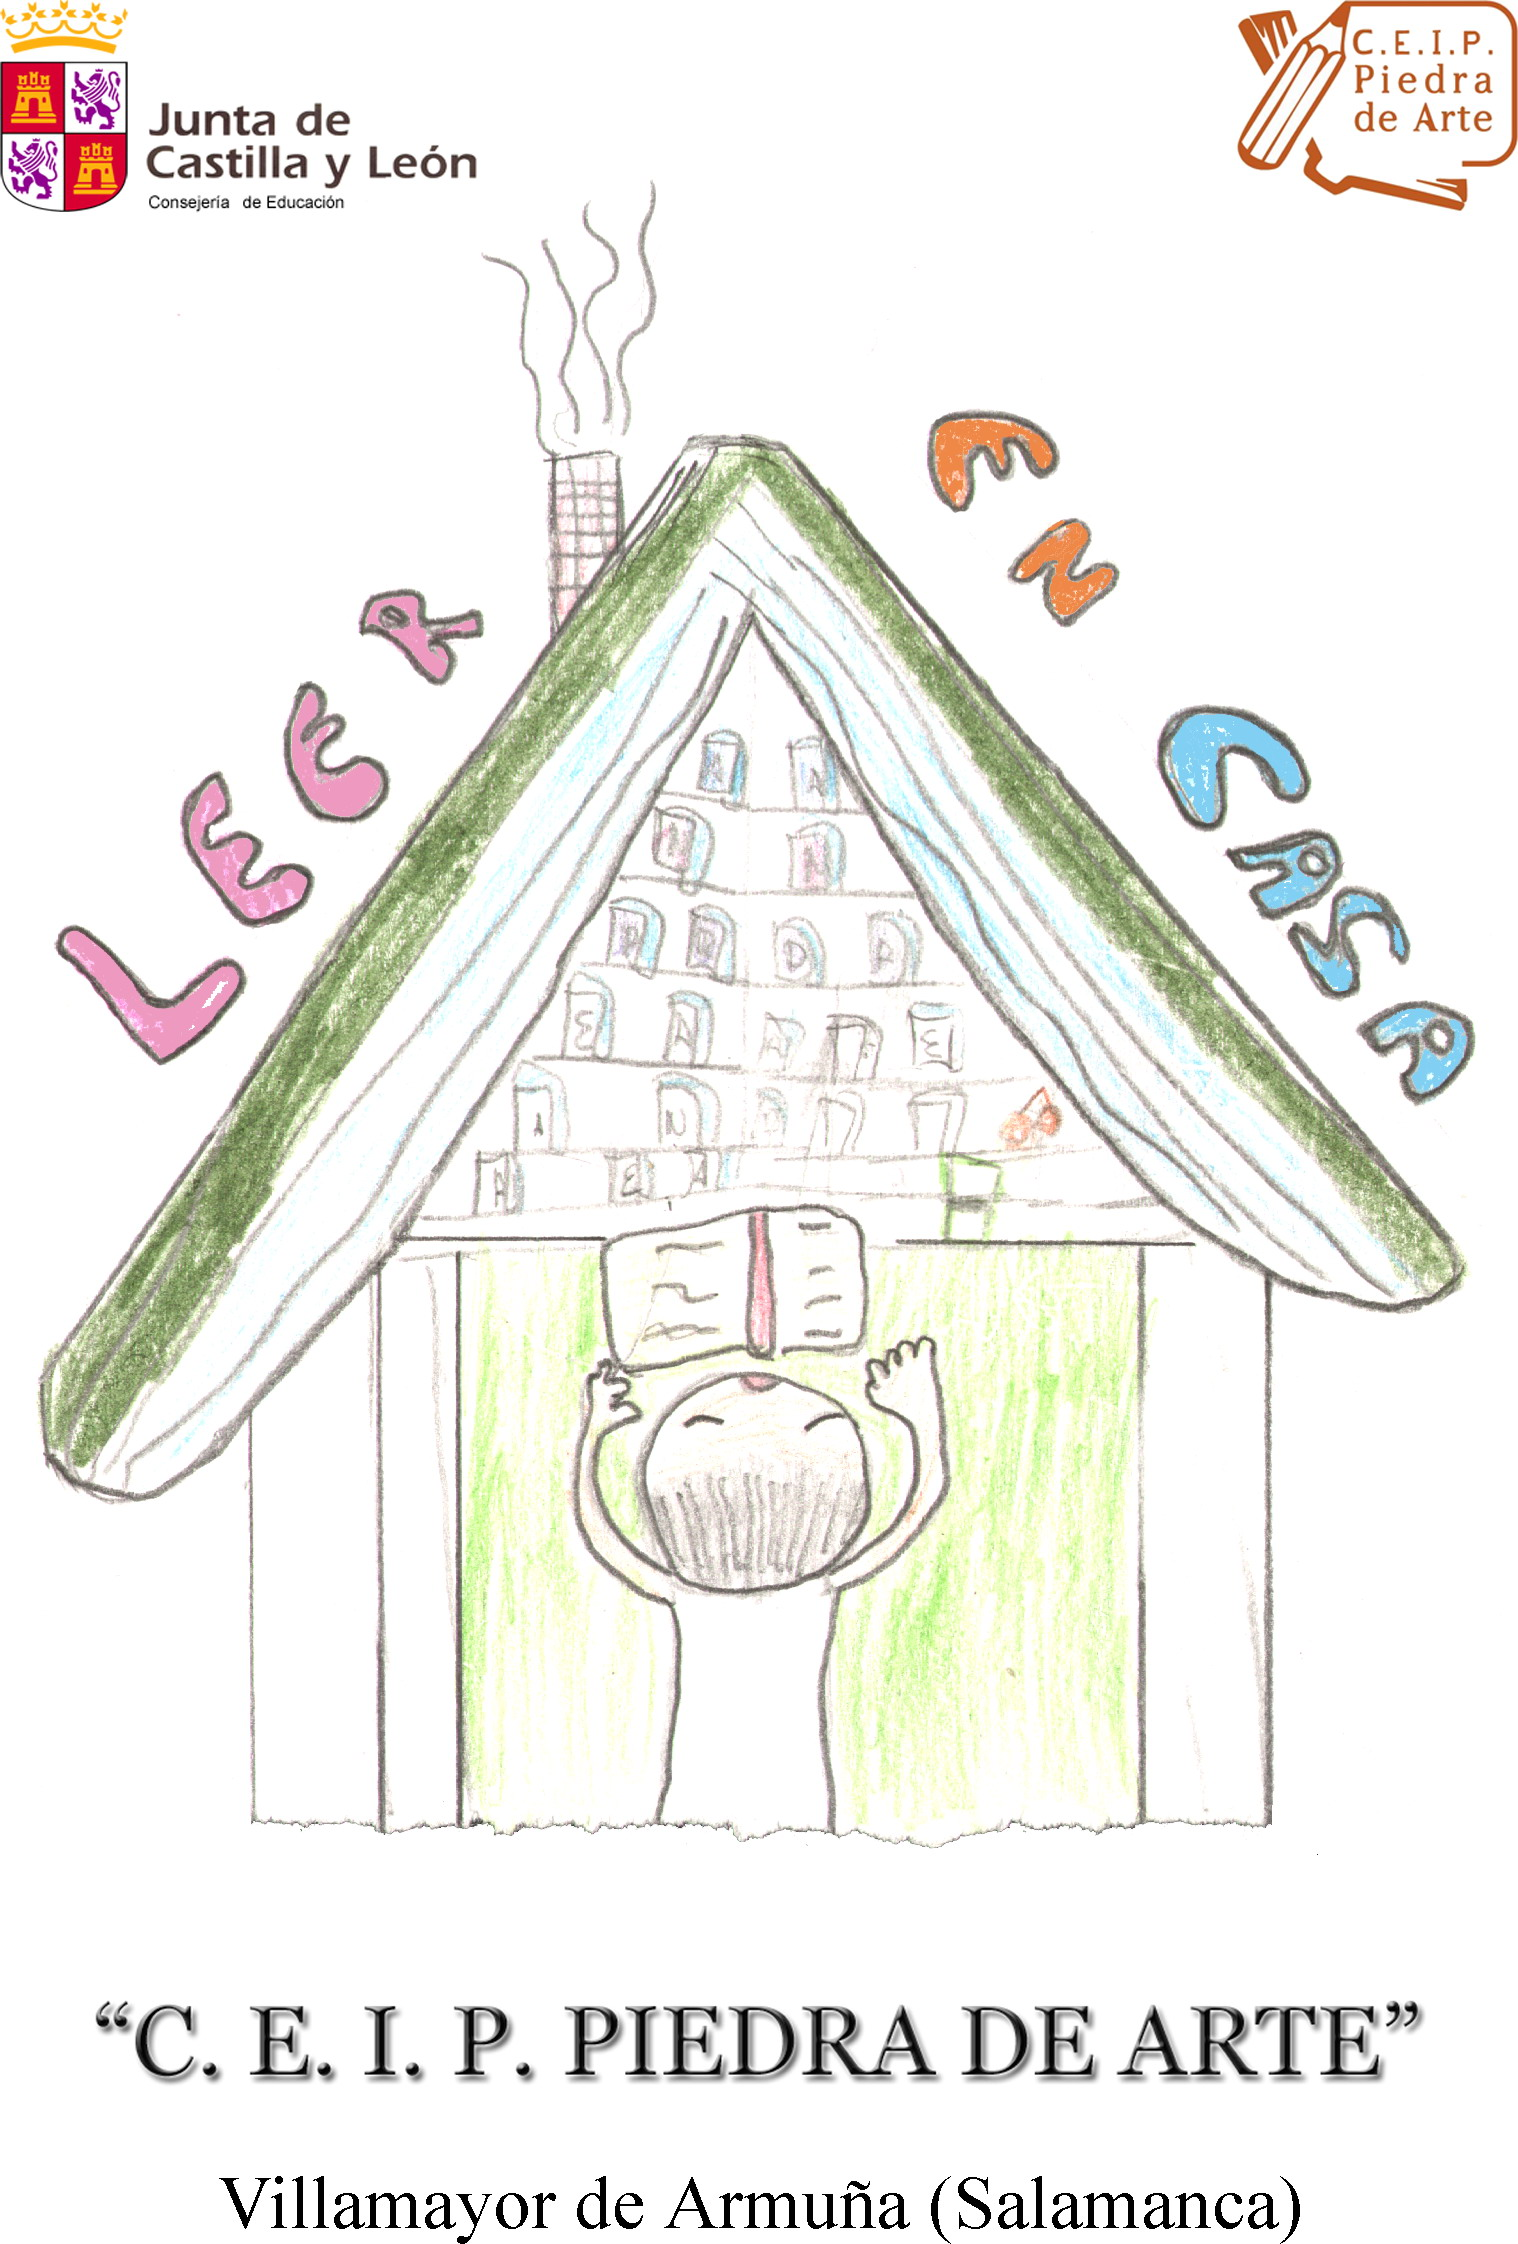 Junta de
Castilla y León
Consejería de Educación
C.E.I.P.
Piedra
de Arte
LEER
EN
CASA
“C. E. I. P. PIEDRA DE ARTE”
Villamayor de Armuña (Salamanca)